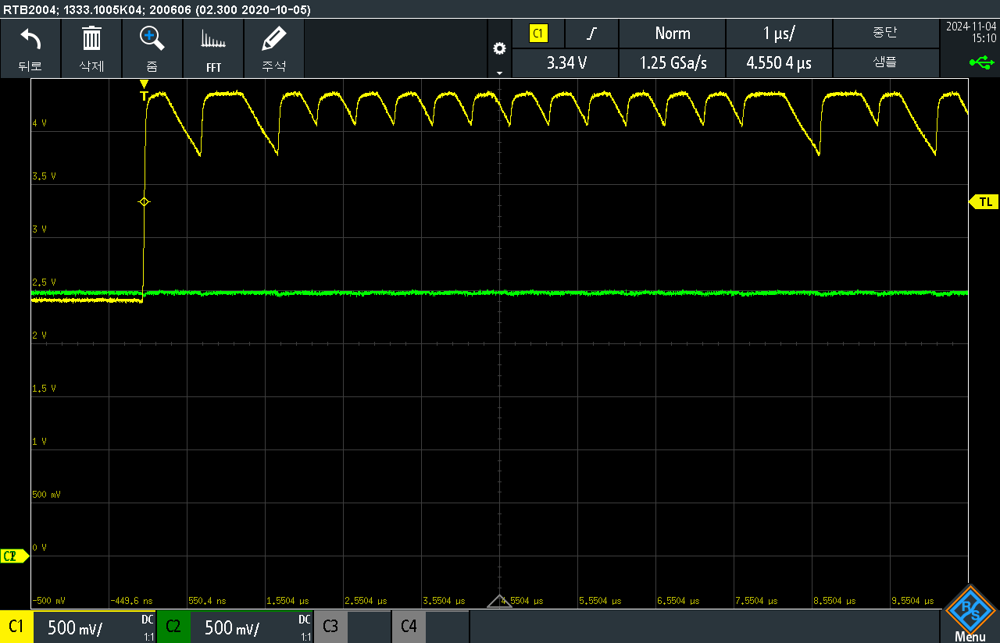 RTB2004; 1333.1005K04; 200606 (02.300 2020-10-05)
뒤로
삭제
줌
FFT
주석
C1
Norm
1 µs/
중단
3.34 V
1.25 GSa/s
4.550 4 µs
샘플
2024-11-04
15:10
T
4 V
3.5 V
3 V
2.5 V
2 V
1.5 V
1 V
500 mV
0 V
TL
-500 mV
-449.6 ns
550.4 ns
1.5504 µs
2.5504 µs
3.5504 µs
4.5504 µs
5.5504 µs
6.5504 µs
7.5504 µs
8.5504 µs
9.5504 µs
C1
500 mV/
DC
1:1
C2
500 mV/
DC
1:1
C3
C4
R S
Menu